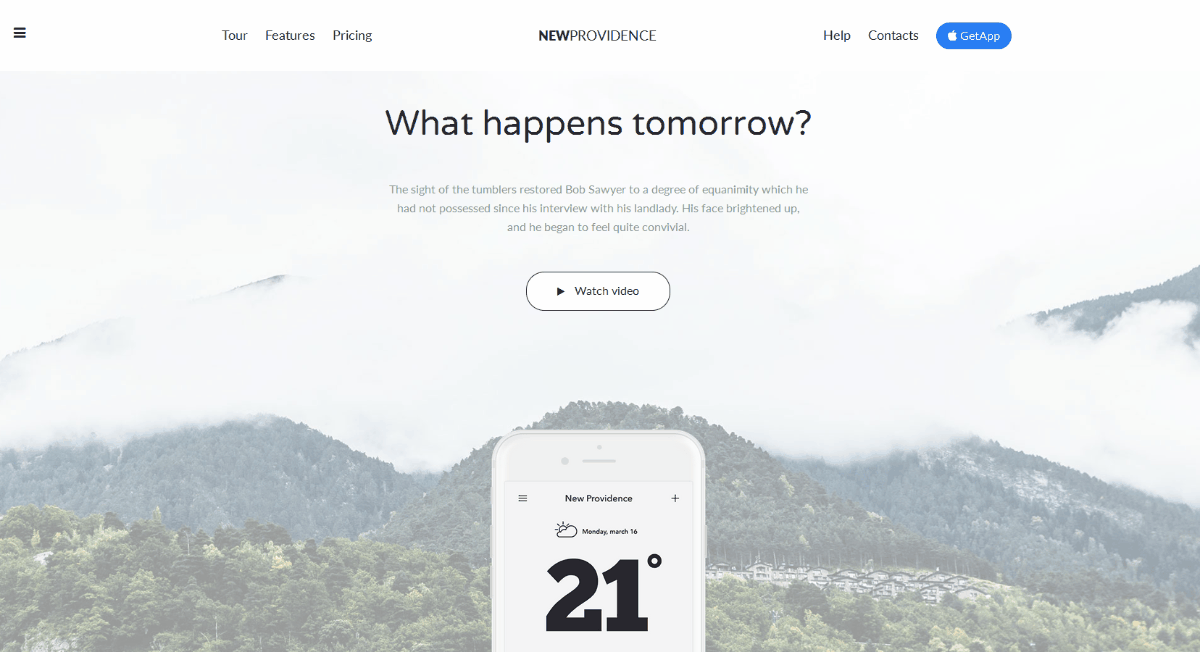 Tour Features Pricing NEWPROVIDENCE Help Contacts GetApp
What happens tomorrow?
The sight of the tumblers restored Bob Sawyer to a degree of equanimity which he
had not possessed since his interview with his landlady. His face brightened up,
and he began to feel quite convivial.
Watch video
New Providence
Monday, march 16
21°